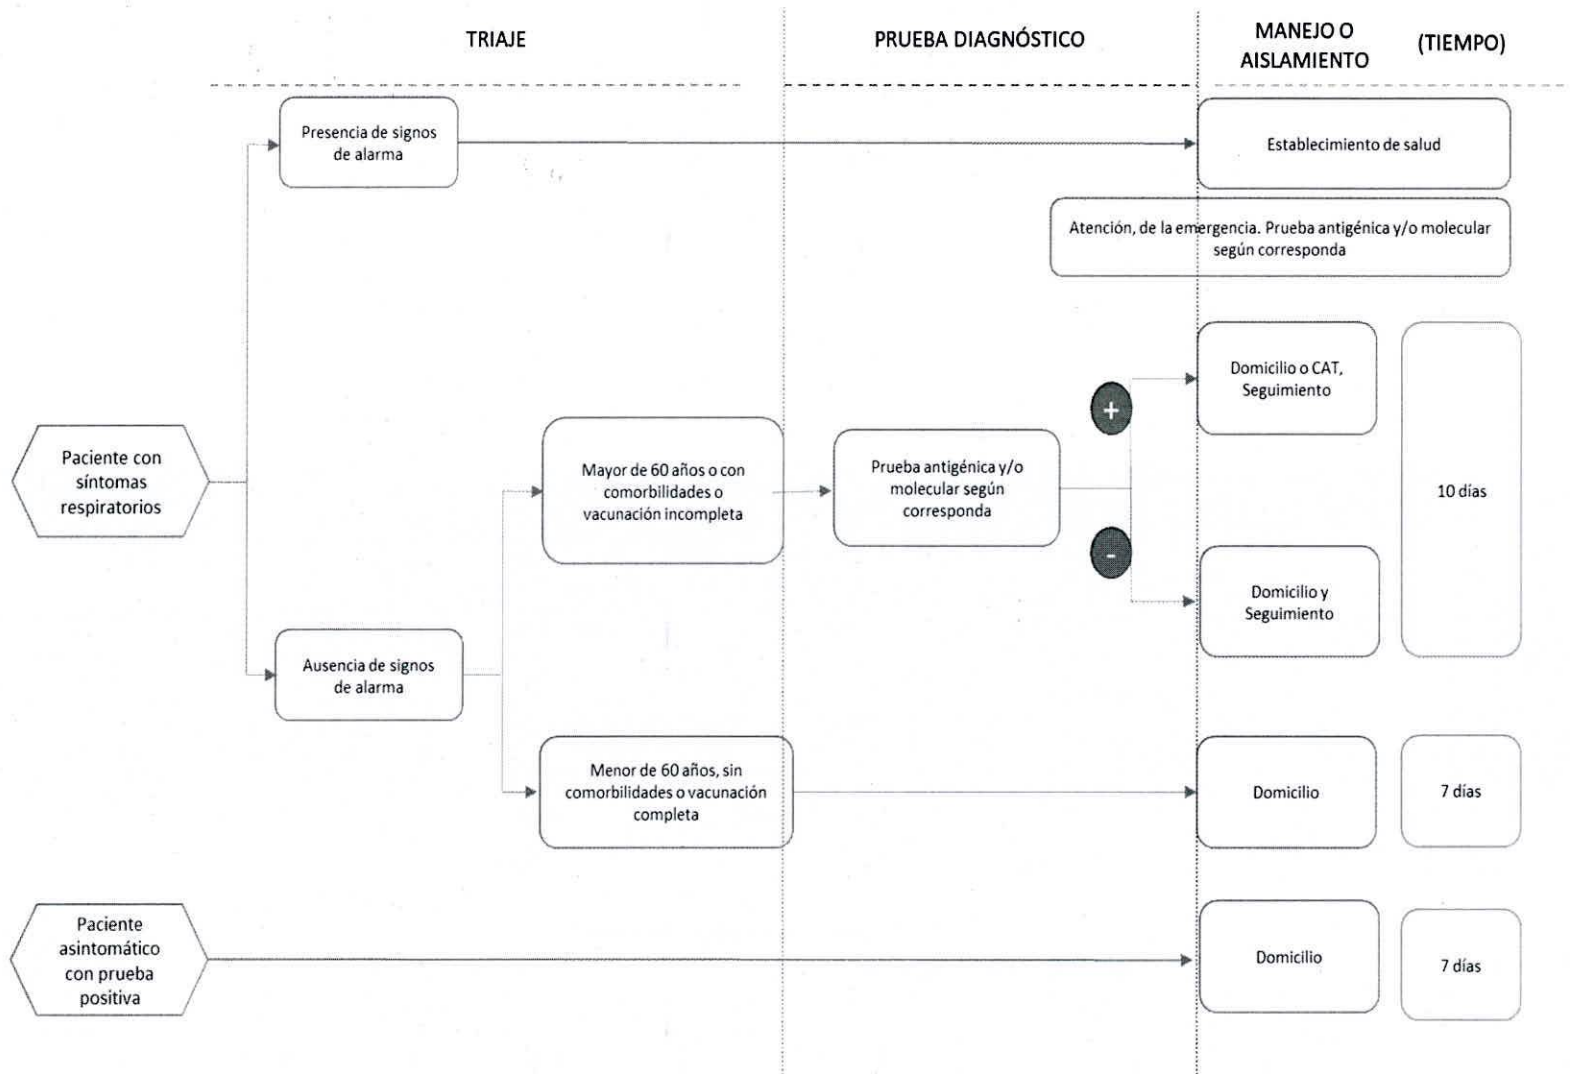 TRIAJE
PRUEBA DIAGNÓSTICO
MANEJO O
AISLAMIENTO
(TIEMPO)
Presencia de signos
de alarma
Establecimiento de salud
Atención, de la emergencia. Prueba antigénica y/o molecular
según corresponda
Paciente con
síntomas
respiratorios
Mayor de 60 años o con
comorbilidades o
vacunación incompleta
Prueba antigénica y/o
molecular según
corresponda
+
-
Domicilio o CAT,
Seguimiento
Domicilio y
Seguimiento
10 días
Ausencia de signos
de alarma
Menor de 60 años, sin
comorbilidades o vacunación
completa
Domicilio
7 días
Paciente
asintomático
con prueba
positiva
Domicilio
7 días